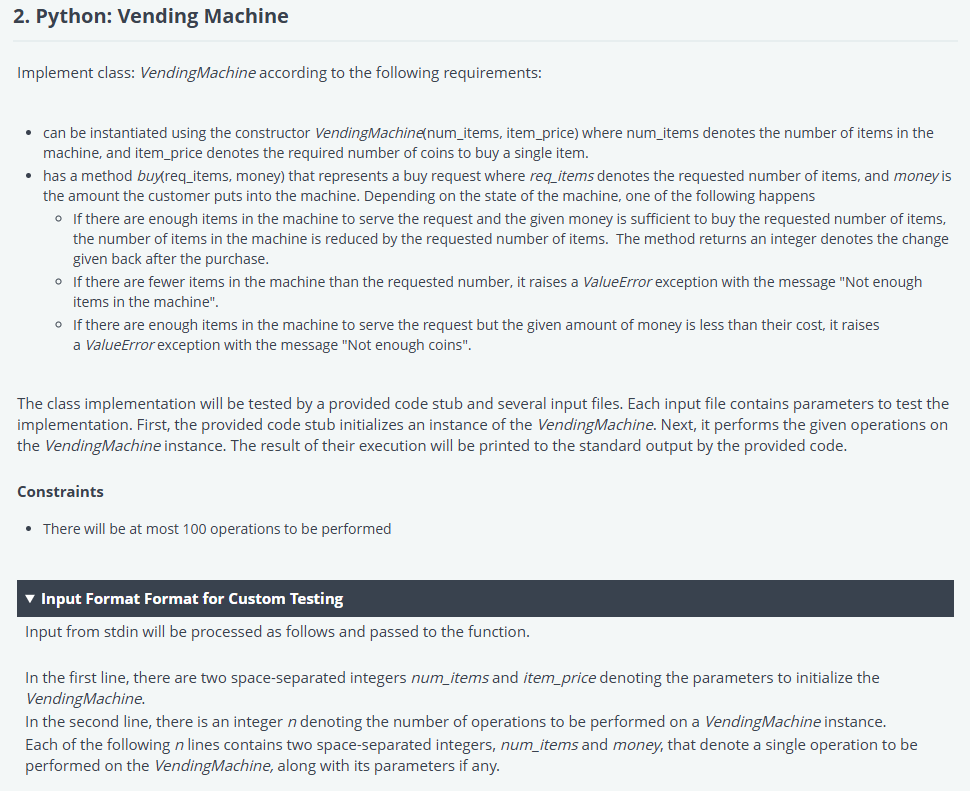 2. Python: Vending Machine
Implement class: VendingMachine according to the following requirements:
• can be instantiated using the constructor VendingMachine(num_items, item_price) where num_items denotes the number of items in the
machine, and item_price denotes the required number of coins to buy a single item.
• has a method buy(req_items, money) that represents a buy request where req_items denotes the requested number of items, and money is
the amount the customer puts into the machine. Depending on the state of the machine, one of the following happens
◦ If there are enough items in the machine to serve the request and the given money is sufficient to buy the requested number of items,
the number of items in the machine is reduced by the requested number of items. The method returns an integer denotes the change
given back after the purchase.
◦ If there are fewer items in the machine than the requested number, it raises a ValueError exception with the message "Not enough
items in the machine".
◦ If there are enough items in the machine to serve the request but the given amount of money is less than their cost, it raises
a ValueError exception with the message "Not enough coins".
The class implementation will be tested by a provided code stub and several input files. Each input file contains parameters to test the
implementation. First, the provided code stub initializes an instance of the VendingMachine. Next, it performs the given operations on
the VendingMachine instance. The result of their execution will be printed to the standard output by the provided code.
Constraints
• There will be at most 100 operations to be performed
▼ Input Format Format for Custom Testing
Input from stdin will be processed as follows and passed to the function.
In the first line, there are two space-separated integers num_items and item_price denoting the parameters to initialize the
VendingMachine.
In the second line, there is an integer n denoting the number of operations to be performed on a VendingMachine instance.
Each of the following n lines contains two space-separated integers, num_items and money, that denote a single operation to be
performed on the VendingMachine, along with its parameters if any.